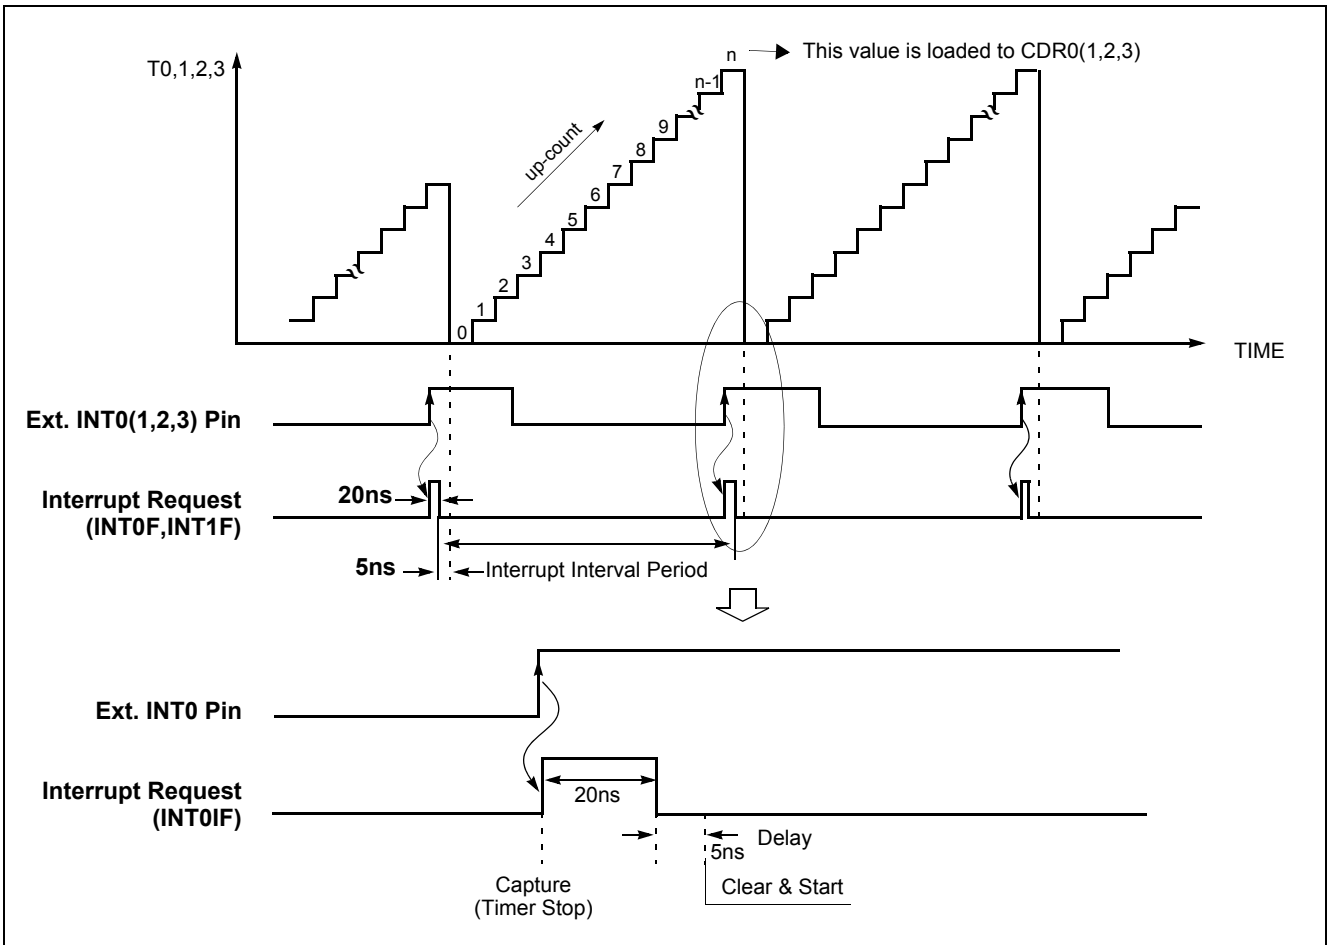 T0,1,2,3
n
This value is loaded to CDR0(1,2,3)
n-1
9
8
7
6
5
4
3
2
1
0
up-count
TIME
Ext. INT0(1,2,3) Pin
Interrupt Request
(INT0F,INT1F)
20ns
5ns
Interrupt Interval Period
Ext. INT0 Pin
Interrupt Request
(INT0IF)
20ns
5ns
Delay
Capture
(Timer Stop)
Clear & Start